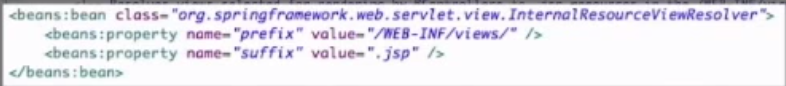 <beans:bean class="org.springframework.web.servlet.view.InternalResourceViewResolver">
<beans:property name="prefix" value="/WEB-INF/views/" />
<beans:property name="suffix" value=".jsp" />
</beans:bean>